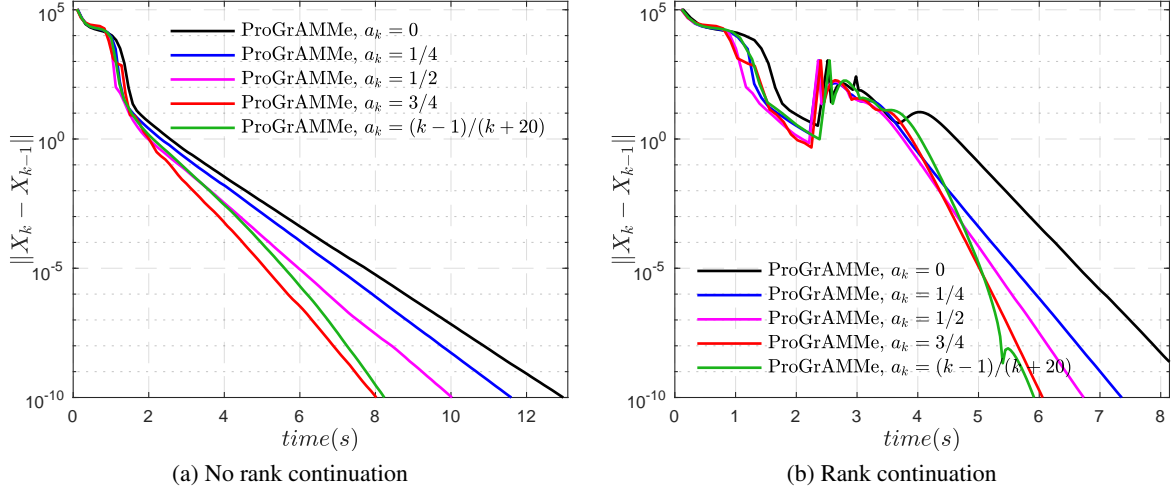 10^5
10^0
10^-5
10^-10
||X_k − X_{k−1}||
ProGrAMMe, a_k = 0
ProGrAMMe, a_k = 1/4
ProGrAMMe, a_k = 1/2
ProGrAMMe, a_k = 3/4
ProGrAMMe, a_k = (k − 1)/(k + 20)
0 2 4 6 8 10 12
time(s)
(a) No rank continuation
10^5
10^0
10^-5
10^-10
||X_k − X_{k−1}||
ProGrAMMe, a_k = 0
ProGrAMMe, a_k = 1/4
ProGrAMMe, a_k = 1/2
ProGrAMMe, a_k = 3/4
ProGrAMMe, a_k = (k − 1)/(k + 20)
0 1 2 3 4 5 6 7 8
time(s)
(b) Rank continuation